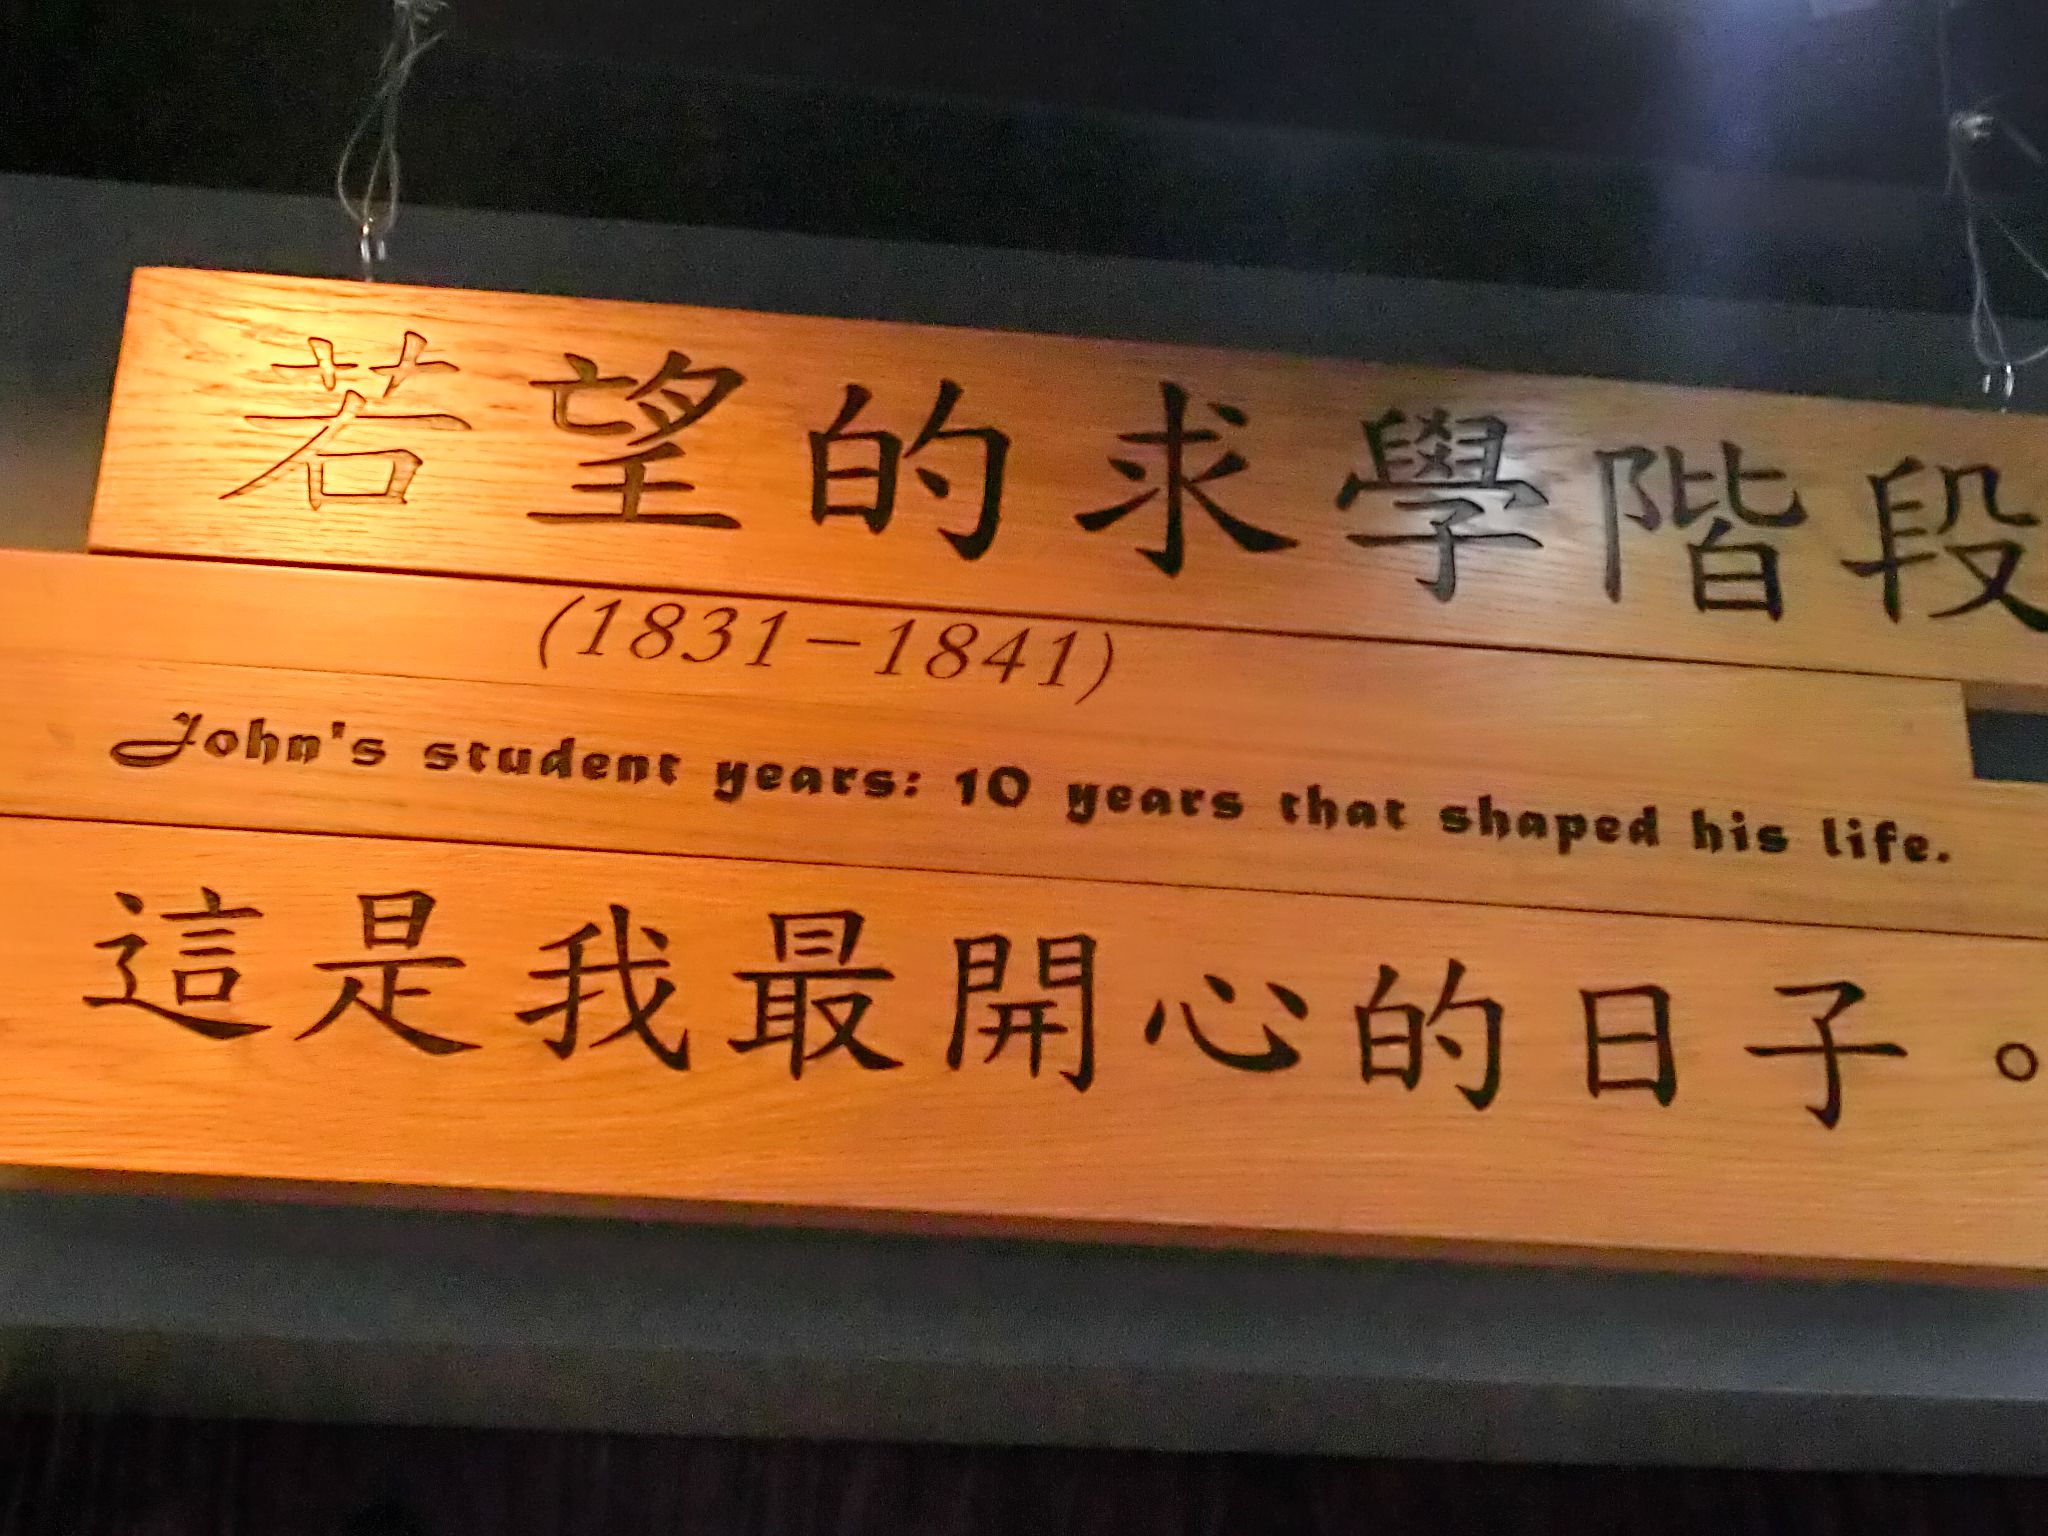 若望的求學階段
(1831-1841)
John's student years: 10 years that shaped his life.
這是我最開心的日子。